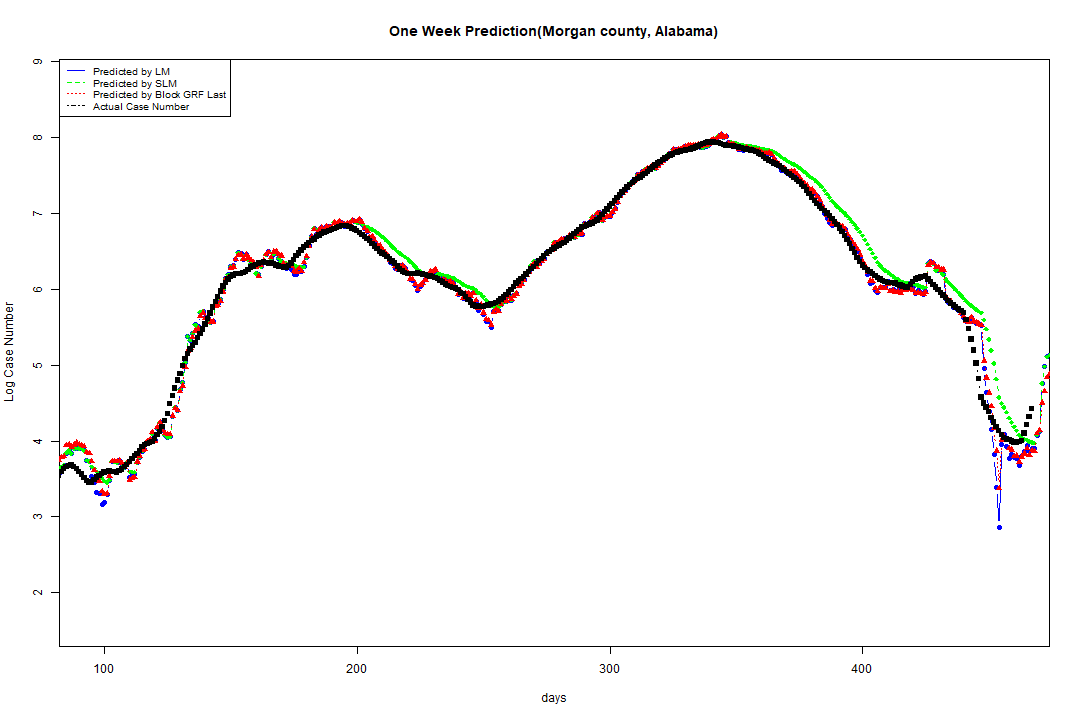 One Week Prediction(Morgan county, Alabama)
Predicted by LM
Predicted by SLM
Predicted by Block GRF Last
Actual Case Number
9
8
7
6
5
4
3
2
Log Case Number
100 200 300 400
days